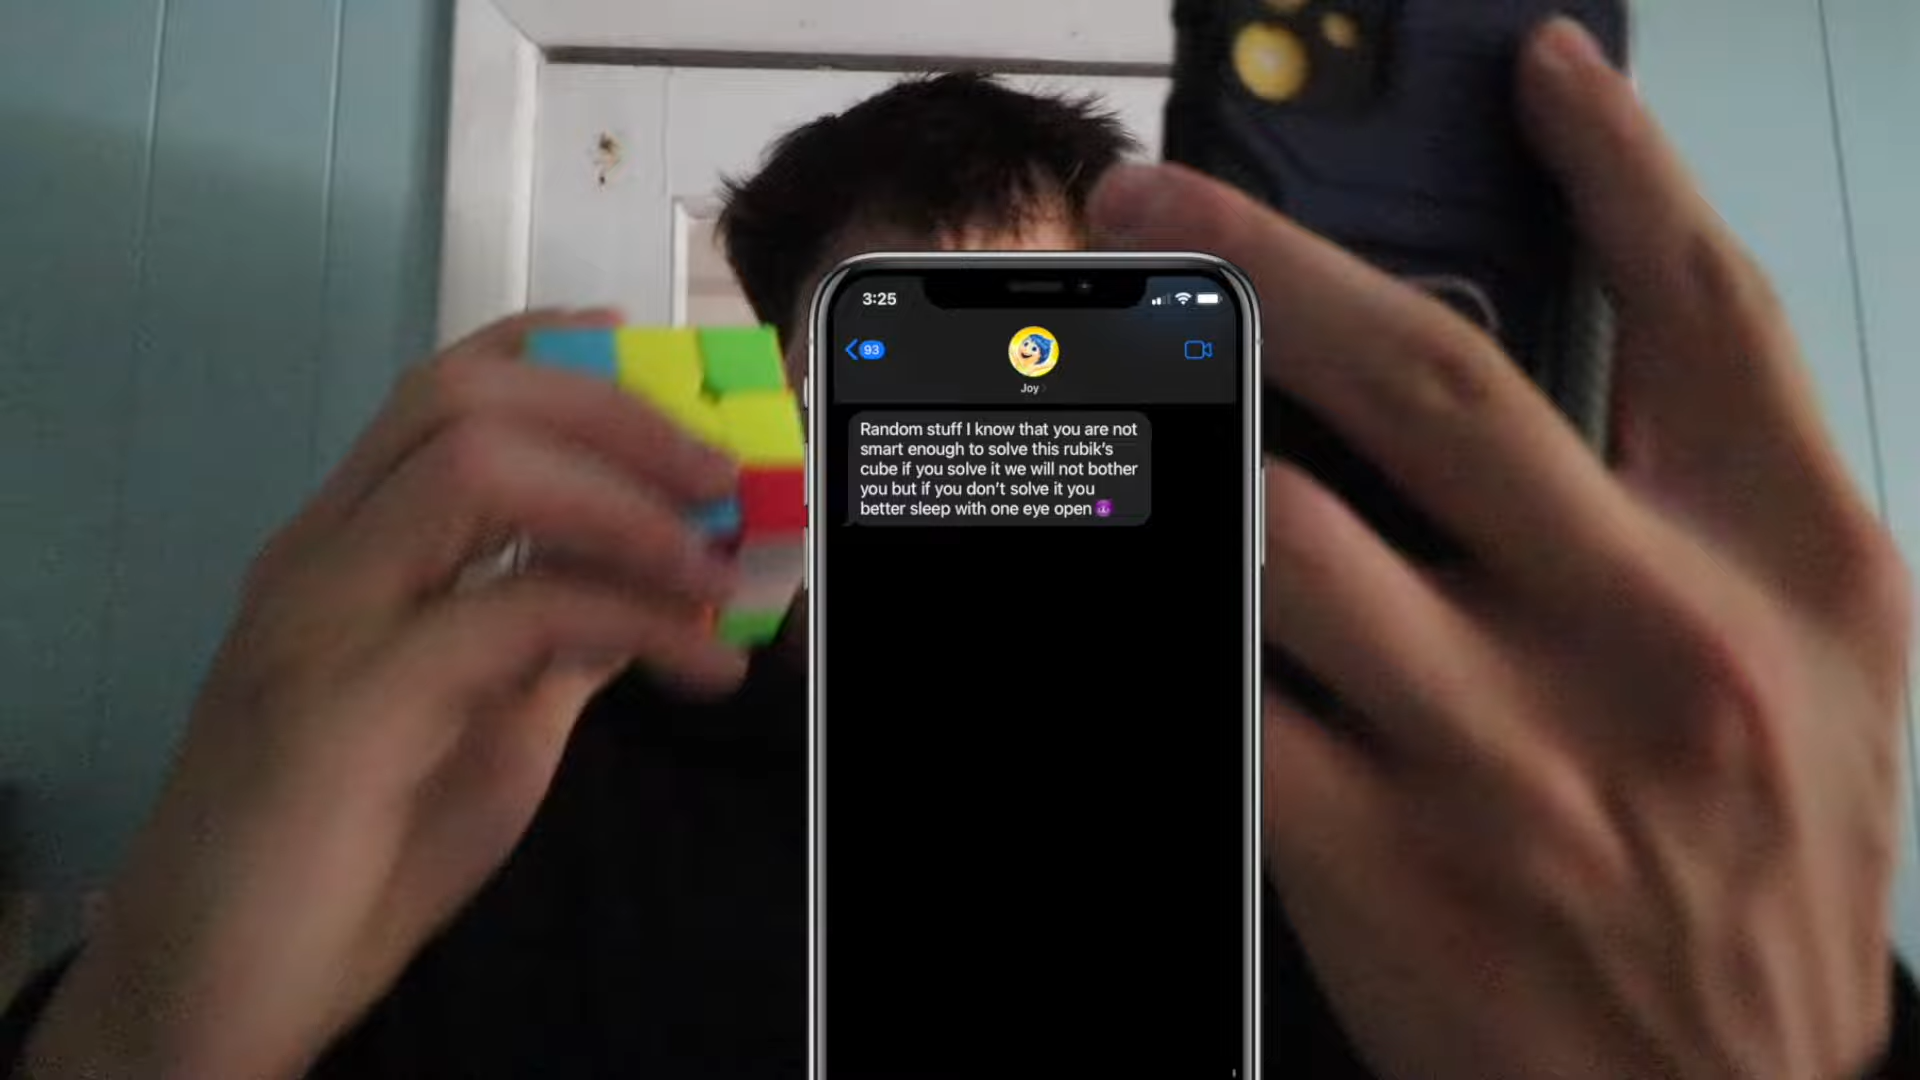 3:25
93
Joy
Random stuff I know that you are not
smart enough to solve this rubik's
cube if you solve it we will not bother
you but if you don't solve it you
better sleep with one eye open 😈